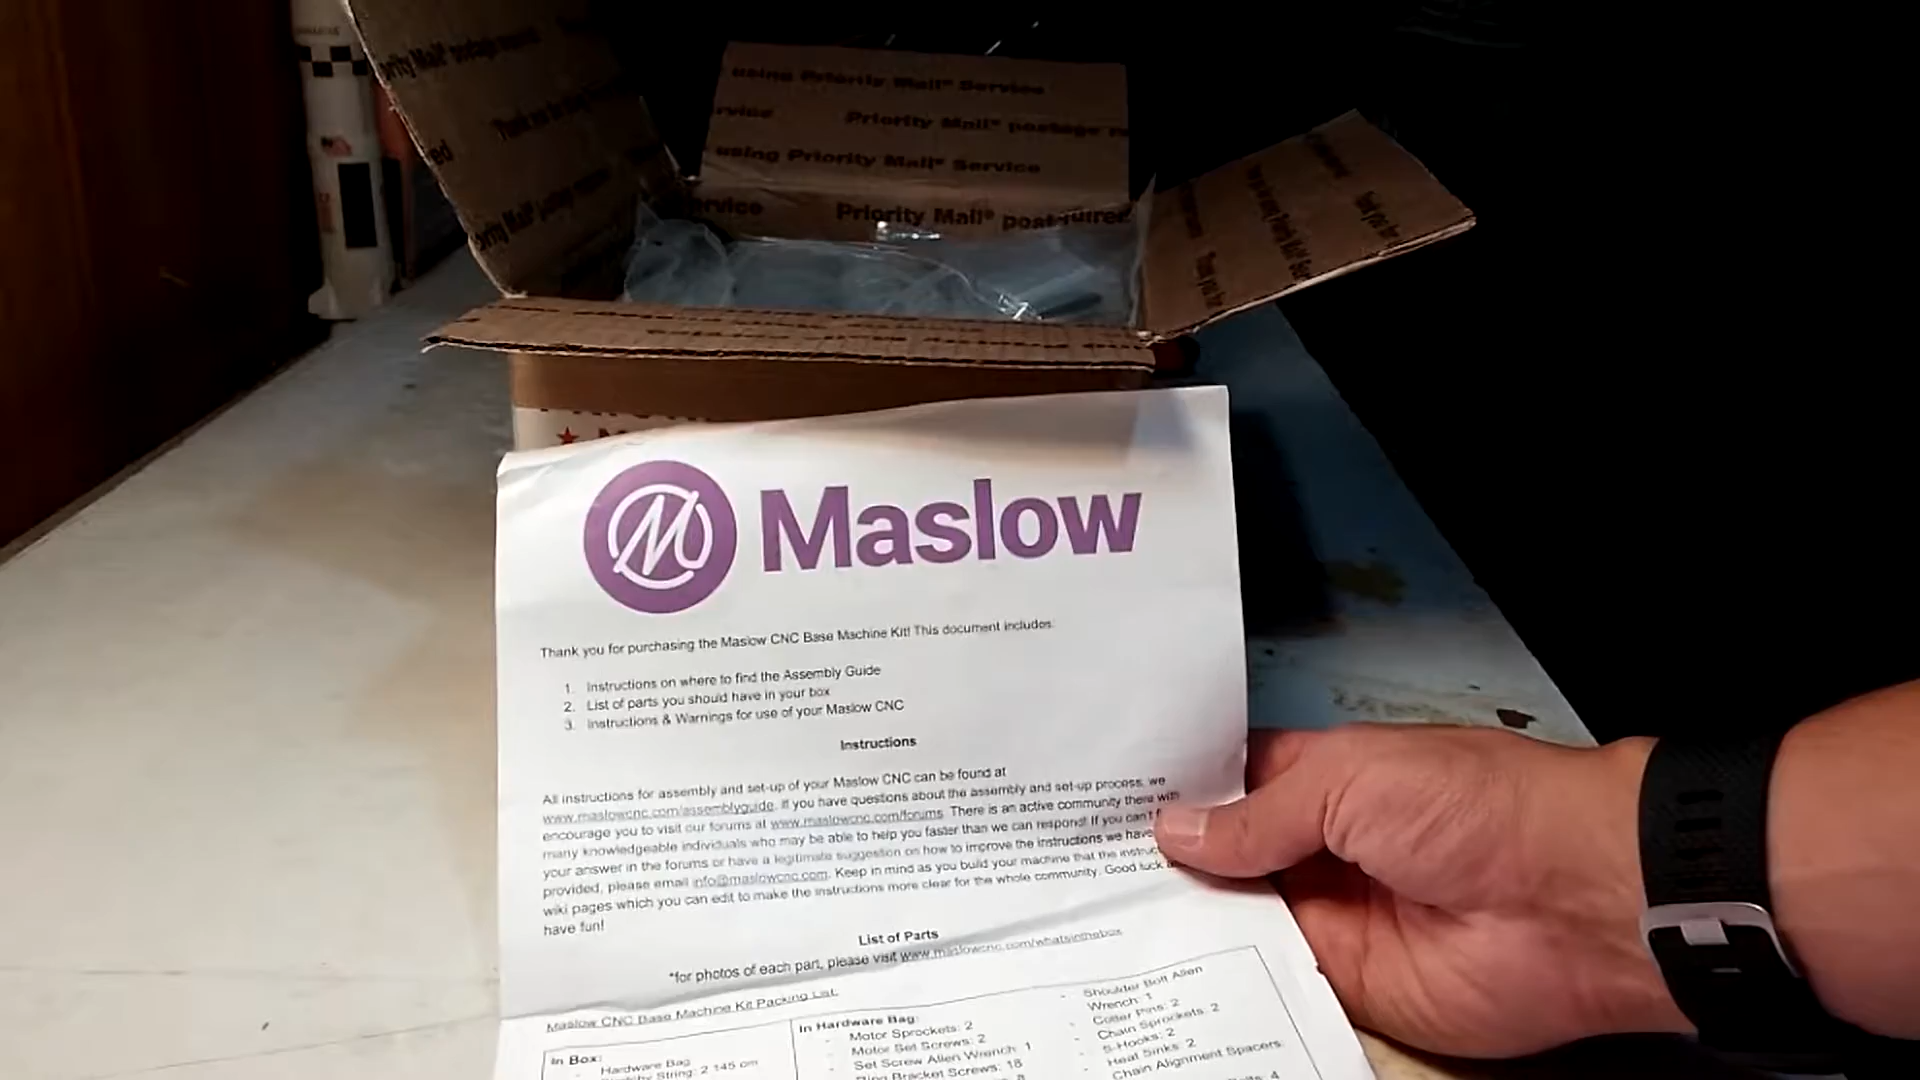 using Priority Mail® Service
Priority Mail® postage
using Priority Mail® Service
Priority Mail®
Maslow
Thank you for purchasing the Maslow CNC Base Machine Kit! This document includes:
1. Instructions on where to find the Assembly Guide
2. List of parts you should have in your box
3. Instructions & Warnings for use of your Maslow CNC
Instructions
All instructions for assembly and set-up of your Maslow CNC can be found at
www.maslowcnc.com/assemblyguide. If you have questions about the assembly and set-up process, we
encourage you to visit our forums at www.maslowcnc.com/forums. There is an active community there with
many knowledgeable individuals who may be able to help you faster than we can respond! If you can't
your answer in the forums or have a legitimate suggestion on how to improve the instructions we have
provided, please email info@maslowcnc.com. Keep in mind as you build your machine that the
wiki pages which you can edit to make the instructions more clear for the whole community. Good luck
have fun!
List of Parts
*for photos of each part, please visit www.maslowcnc.com/whatsinthebox
Maslow CNC Base Machine Kit Packing List:
In Box:
- Hardware Bag
String: 2 145 cm
In Hardware Bag:
- Motor Sprockets: 2
- Motor Set Screws: 2
- Set Screw Allen Wrench: 1
Ring Bracket Screws: 18
- Shoulder Bolt Allen
Wrench: 1
- Cotter Pins: 2
- Chain Sprockets: 2
- S-Hooks: 2
- Heat Sinks: 2
- Chain Alignment Spacers: